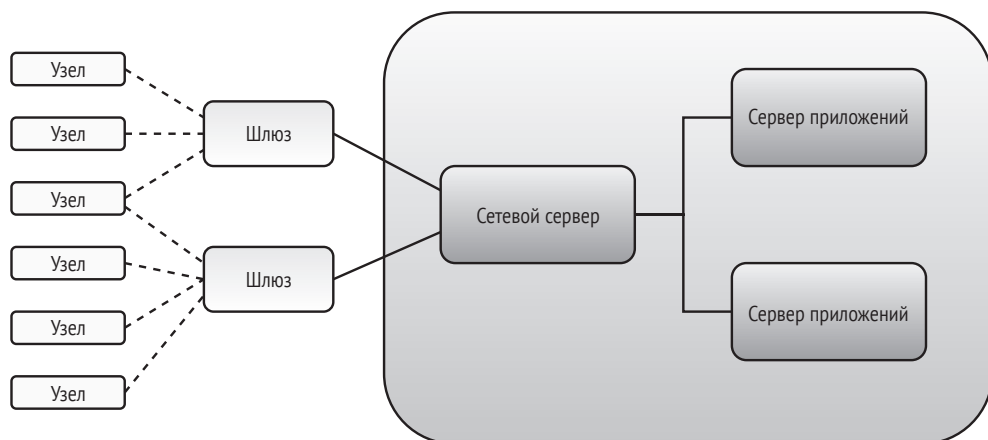 Узел
Узел
Узел
Узел
Узел
Узел
Шлюз
Шлюз
Сетевой сервер
Сервер приложений
Сервер приложений